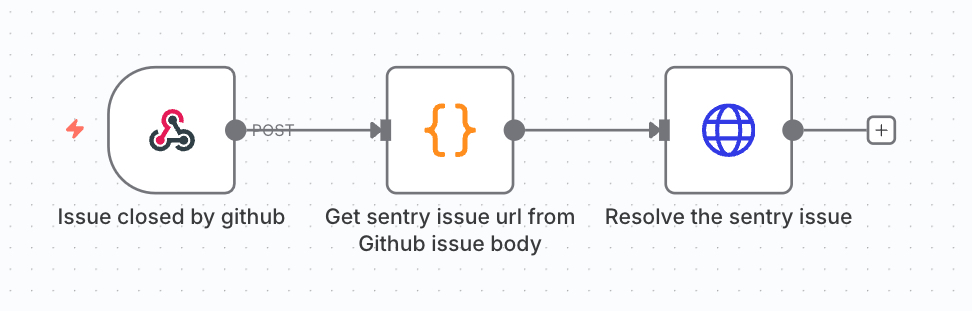 POST
Issue closed by github
Get sentry issue url from
Github issue body
Resolve the sentry issue